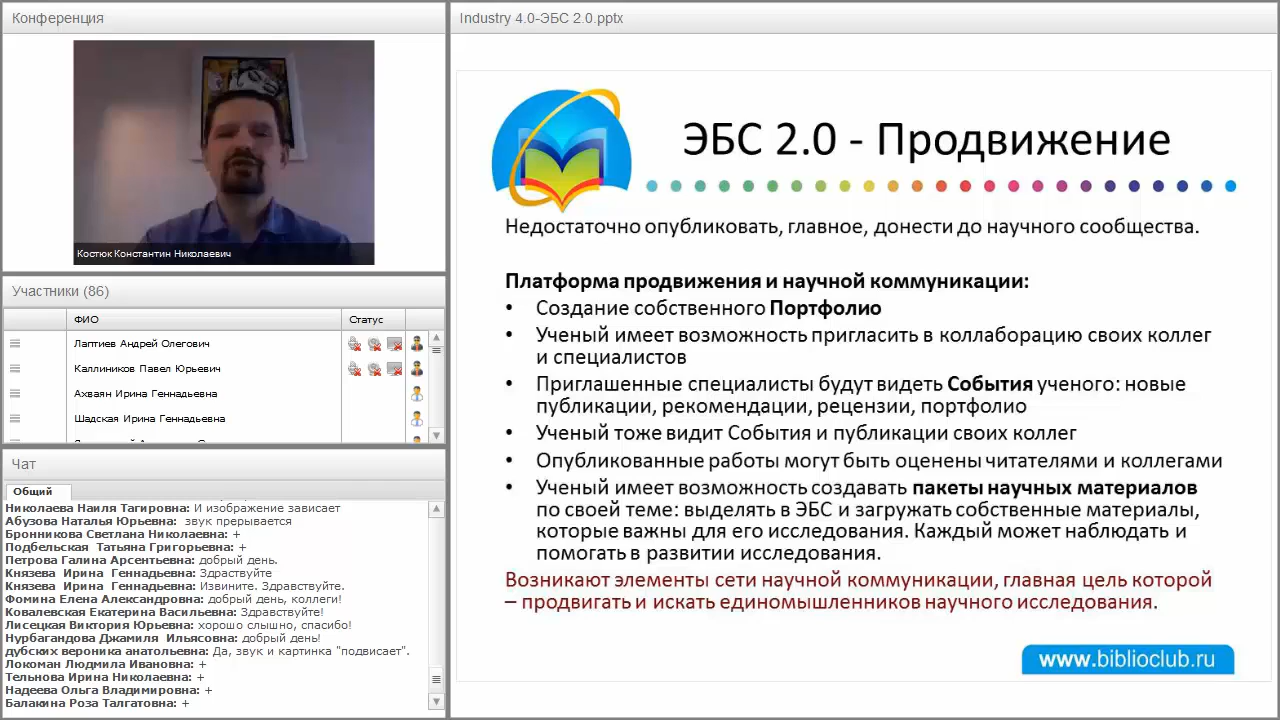 Конференция
Костюк Константин Николаевич
Участники (86)
ФИО Статус
Лаптиев Андрей Олегович
Каллиников Павел Юрьевич
Ахваян Ирина Геннадьевна
Шадская Ирина Геннадьевна
Чат
Общий
Николаева Наиля Тагировна: И изображение зависает
Абузова Наталья Юрьевна: звук прерывается
Бронникова Светлана Николаевна: +
Подбельская Татьяна Григорьевна: +
Петрова Галина Арсентьевна: добрый день.
Князева Ирина Геннадьевна: Здраствуйте
Князева Ирина Геннадьевна: Извините. Здравствуйте.
Фомина Елена Александровна: добрый день, коллеги!
Ковалевская Екатерина Васильевна: Здравствуйте!
Лисецкая Виктория Юрьевна: хорошо слышно, спасибо!
Нурбагандова Джамиля Ильясовна: добрый день!
дубских вероника анатольевна: Да, звук и картинка "подвисает".
Локоман Людмила Ивановна: +
Тельнова Ирина Николаевна: +
Надеева Ольга Владимировна: +
Балакина Роза Талгатовна: +
Industry 4.0-ЭБС 2.0.pptx
ЭБС 2.0 - Продвижение
Недостаточно опубликовать, главное, донести до научного сообщества.
Платформа продвижения и научной коммуникации:
• Создание собственного Портфолио
• Ученый имеет возможность пригласить в коллаборацию своих коллег
и специалистов
• Приглашенные специалисты будут видеть События ученого: новые
публикации, рекомендации, рецензии, портфолио
• Ученый тоже видит События и публикации своих коллег
• Опубликованные работы могут быть оценены читателями и коллегами
• Ученый имеет возможность создавать пакеты научных материалов
по своей теме: выделять в ЭБС и загружать собственные материалы,
которые важны для его исследования. Каждый может наблюдать и
помогать в развитии исследования.
Возникают элементы сети научной коммуникации, главная цель которой
– продвигать и искать единомышленников научного исследования.
www.biblioclub.ru